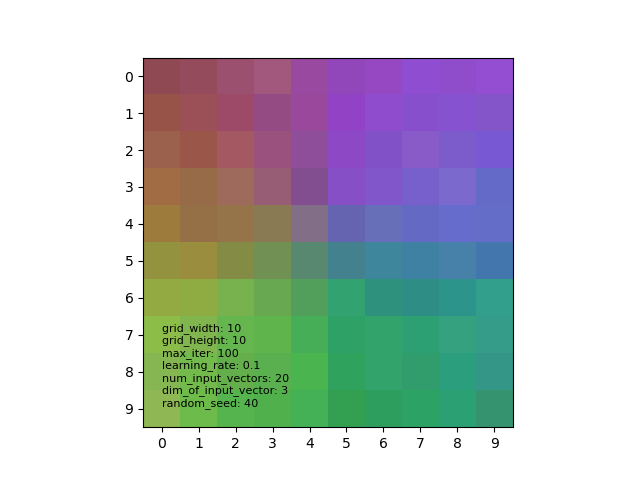 0
1
2
3
4
5
6
7
8
9
grid_width: 10
grid_height: 10
max_iter: 100
learning_rate: 0.1
num_input_vectors: 20
dim_of_input_vector: 3
random_seed: 40
0 1 2 3 4 5 6 7 8 9